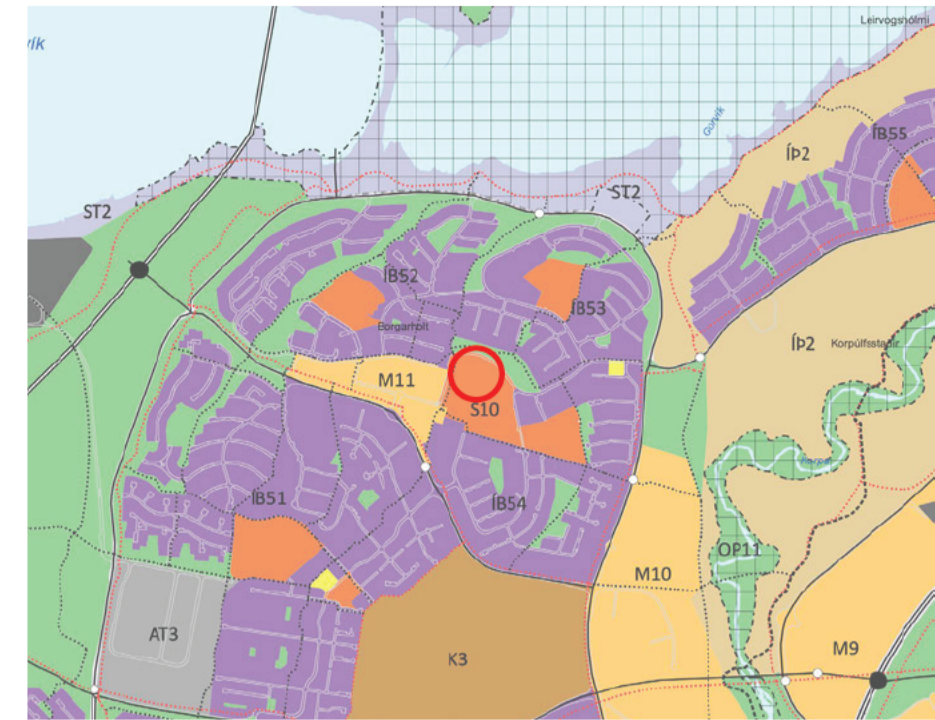 Leirvogshólmi
vík
Gorvík
ÍB55
ÍÞ2
ST2
ST2
ÍB52
ÍB53
Borgarholt
ÍÞ2
Korpúlfsstaðir
M11
S10
ÍB51
ÍB54
OP11
M10
AT3
M9
K3